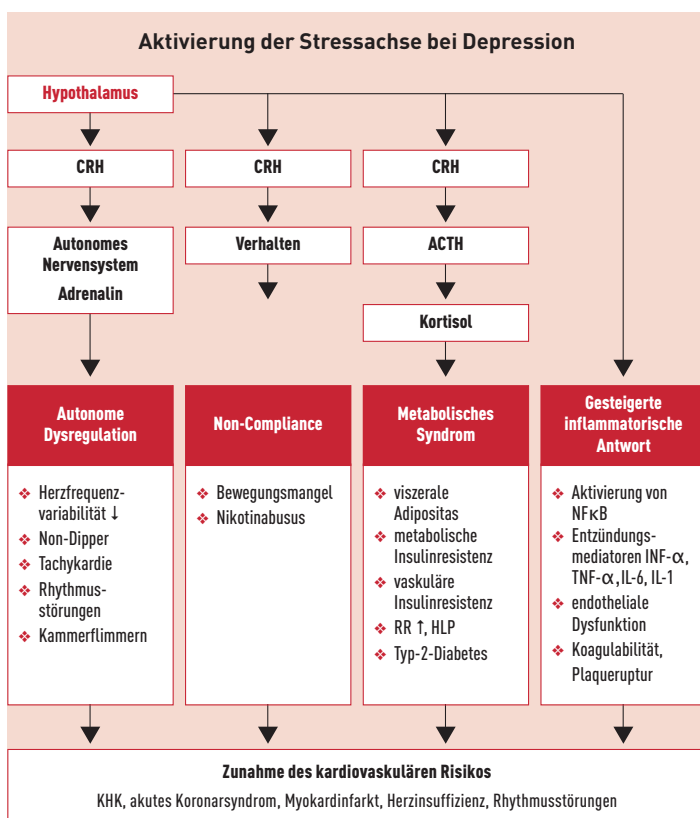 Aktivierung der Stressachse bei Depression
Hypothalamus
CRH
CRH
CRH
Autonomes
Nervensystem
Adrenalin
Verhalten
ACTH
Kortisol
Autonome
Dysregulation
❖ Herzfrequenz-
variabilität ↓
❖ Non-Dipper
❖ Tachykardie
❖ Rhythmus-
störungen
❖ Kammerflimmern
Non-Compliance
❖ Bewegungsmangel
❖ Nikotinabusus
Metabolisches
Syndrom
❖ viszerale
Adipositas
❖ metabolische
Insulinresistenz
❖ vaskuläre
Insulinresistenz
❖ RR ↑, HLP
❖ Typ-2-Diabetes
Gesteigerte
inflammatorische
Antwort
❖ Aktivierung von
NFκB
❖ Entzündungs-
mediatoren INF-α,
TNF-α, IL-6, IL-1
❖ endotheliale
Dysfunktion
❖ Koagulabilität,
Plaqueruptur
Zunahme des kardiovaskulären Risikos
KHK, akutes Koronarsyndrom, Myokardinfarkt, Herzinsuffizienz, Rhythmusstörungen